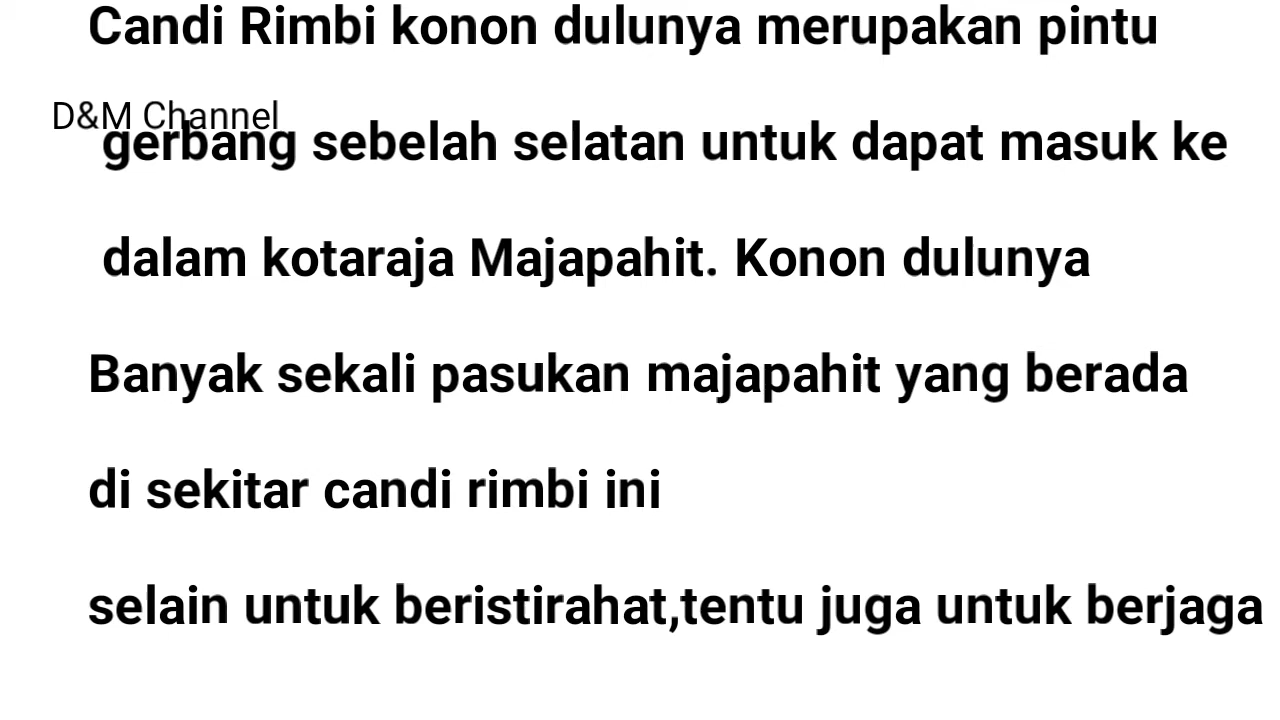 Candi Rimbi konon dulunya merupakan pintu
D&M Channel
gerbang sebelah selatan untuk dapat masuk ke
dalam kotaraja Majapahit. Konon dulunya
Banyak sekali pasukan majapahit yang berada
di sekitar candi rimbi ini
selain untuk beristirahat,tentu juga untuk berjaga